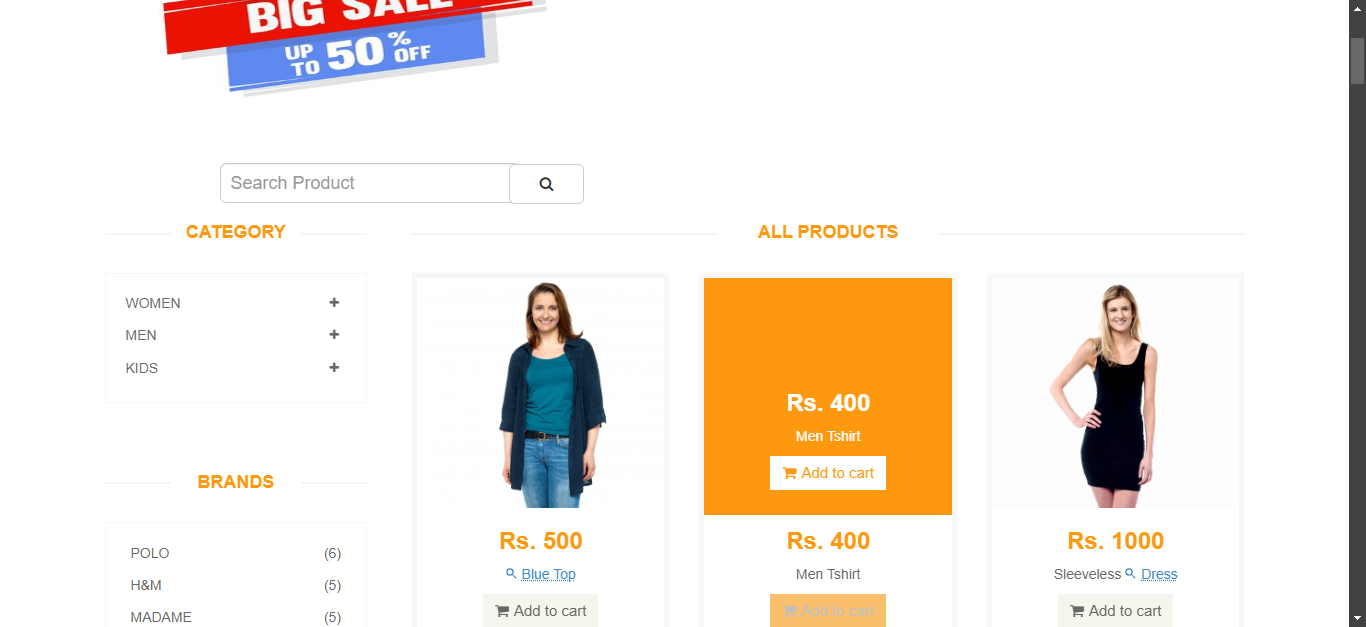 BIG SALE
UP TO 50% OFF
Search Product
CATEGORY
ALL PRODUCTS
WOMEN
MEN
KIDS
BRANDS
POLO (6)
H&M (5)
MADAME (5)
Rs. 500
Blue Top
Add to cart
Rs. 400
Men Tshirt
Add to cart
Rs. 400
Men Tshirt
Add to cart
Rs. 1000
Sleeveless Dress
Add to cart